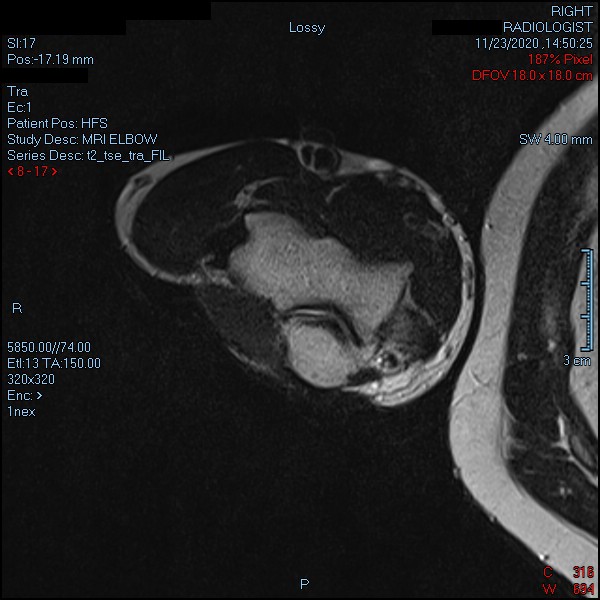 Lossy
RIGHT
RADIOLOGIST
11/23/2020 ,14:50:25
187% Pixel
DFOV 18.0 x 18.0 cm
SW 4.00 mm
SI:17
Pos:-17.19 mm
Tra
Ec:1
Patient Pos: HFS
Study Desc: MRI ELBOW
Series Desc: t2_tse_tra_FIL
< 8 - 17 >
R
5850.00//74.00
Etl:13 TA:150.00
320x320
Enc: >
1nex
3 cm
P
C 316
W 684